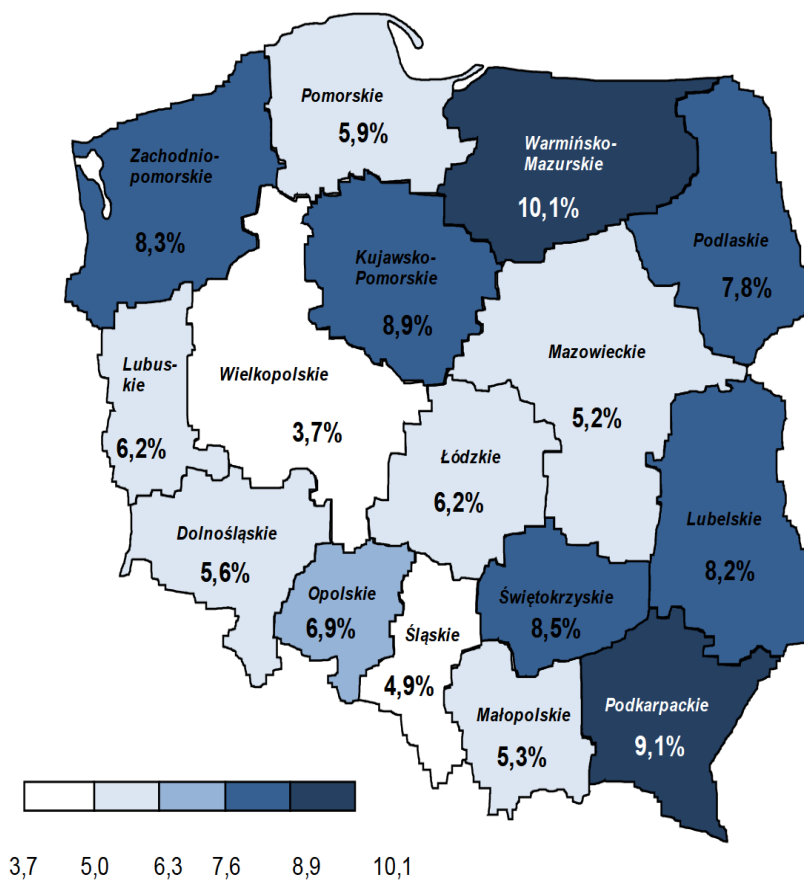 Pomorskie
5,9%
Warmińsko-
Mazurskie
10,1%
Zachodnio-
pomorskie
8,3%
Podlaskie
7,8%
Kujawsko-
Pomorskie
8,9%
Lubus-
kie
6,2%
Wielkopolskie
3,7%
Mazowieckie
5,2%
Łódzkie
6,2%
Lubelskie
8,2%
Dolnośląskie
5,6%
Opolskie
6,9%
Śląskie
4,9%
Świętokrzyskie
8,5%
Małopolskie
5,3%
Podkarpackie
9,1%
3,7 5,0 6,3 7,6 8,9 10,1